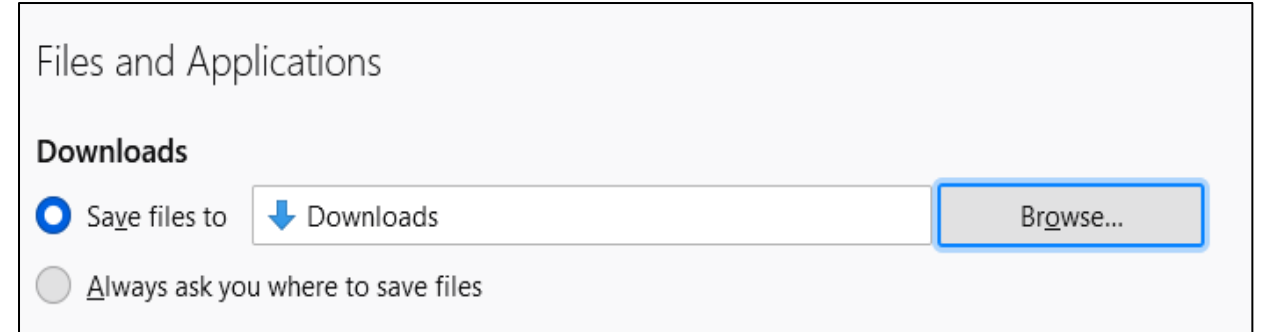 Files and Applications
Downloads
Save files to Downloads Browse...
Always ask you where to save files